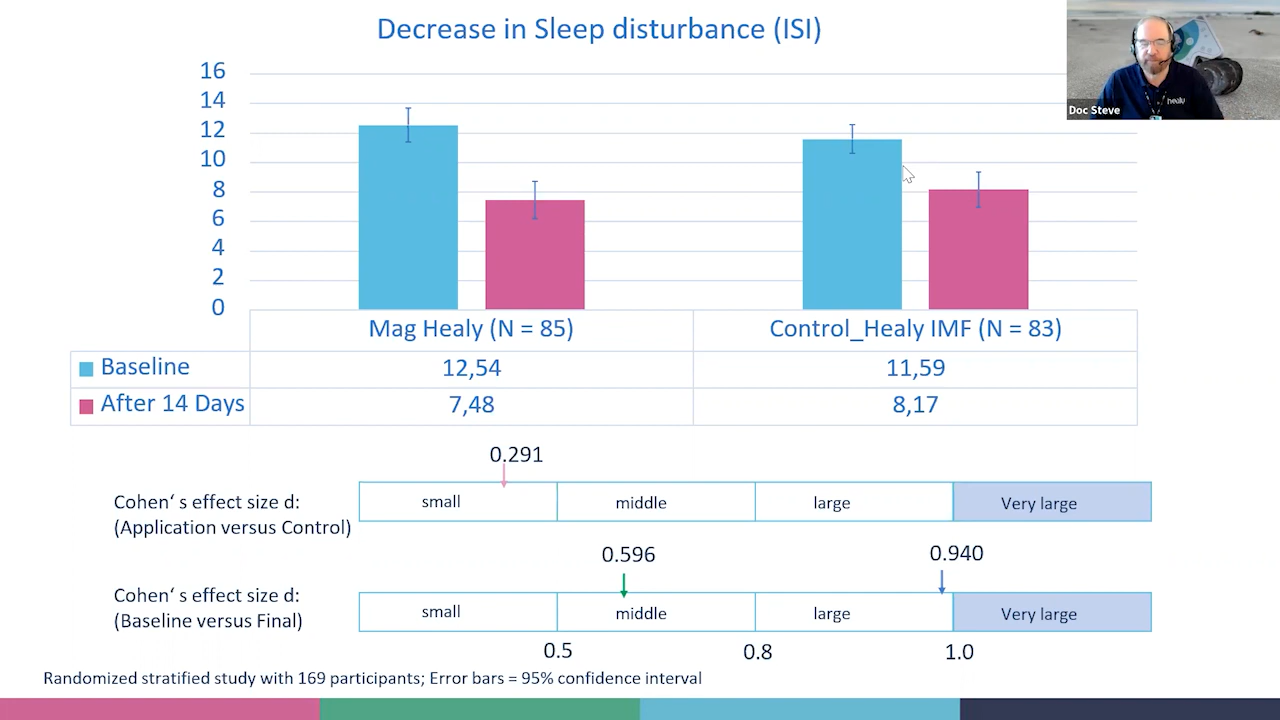 Decrease in Sleep disturbance (ISI)
healy
Doc Steve
16
14
12
10
8
6
4
2
0
Mag Healy (N = 85) Control_Healy IMF (N = 83)
Baseline 12,54 11,59
After 14 Days 7,48 8,17
0.291
Cohen‘ s effect size d:
(Application versus Control)
small middle large Very large
0.596 0.940
Cohen‘ s effect size d:
(Baseline versus Final)
small middle large Very large
0.5 0.8 1.0
Randomized stratified study with 169 participants; Error bars = 95% confidence interval